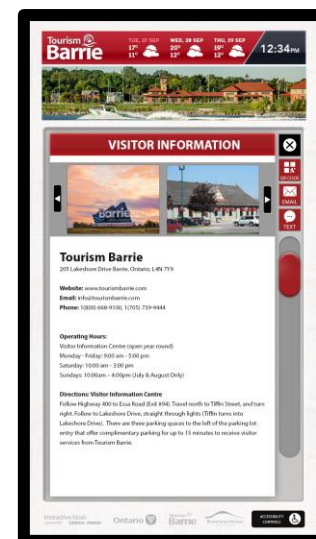 Tourism
Barrie
TUE, 27 SEP
17°
11°
WED, 28 SEP
20°
12°
THU, 29 SEP
19°
12°
12:34PM
VISITOR INFORMATION
QR CODE
EMAIL
TEXT
Barrie
Tourism Barrie
205 Lakeshore Drive Barrie, Ontario, L4N 7Y9
Website: www.tourismbarrie.com
Email: info@tourismbarrie.com
Phone: 1(800) 668-9100, 1(705) 739-9444
Operating Hours:
Visitor Information Centre (open year round)
Monday - Friday: 9:00 am - 5:00 pm
Saturday: 10:00 am - 3:00 pm
Sundays: 10:00am - 4:00pm (July & August Only)
Directions: Visitor Information Centre
Follow Highway 400 to Essa Road (Exit #94). Travel north to Tiffin Street, and turn
right. Follow to Lakeshore Drive, straight through lights (Tiffin turns into
Lakeshore Drive). There are three parking spaces to the left of the parking lot
entry that offer complimentary parking for up to 15 minutes to receive visitor
services from Tourism Barrie.
Interactive Kiosk
Ontario
Tourism
Barrie
ACCESSIBILITY
CONTROLS